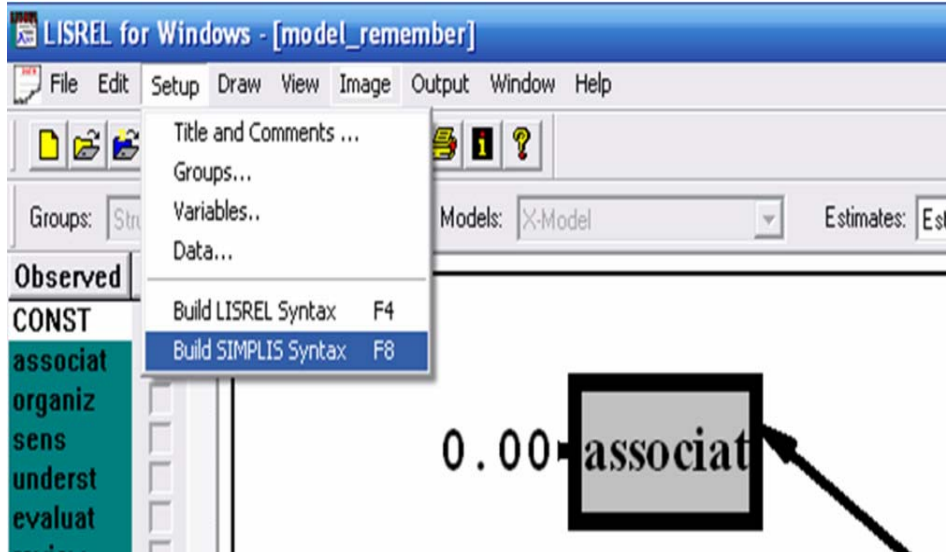 LISREL for Windows - [model_remember]
File Edit Setup Draw View Image Output Window Help
Title and Comments ...
Groups...
Variables..
Data...
Build LISREL Syntax F4
Build SIMPLIS Syntax F8
Groups: Models: X-Model Estimates:
Observed
CONST
associat
organiz
sens
underst
evaluat
0.00 associat